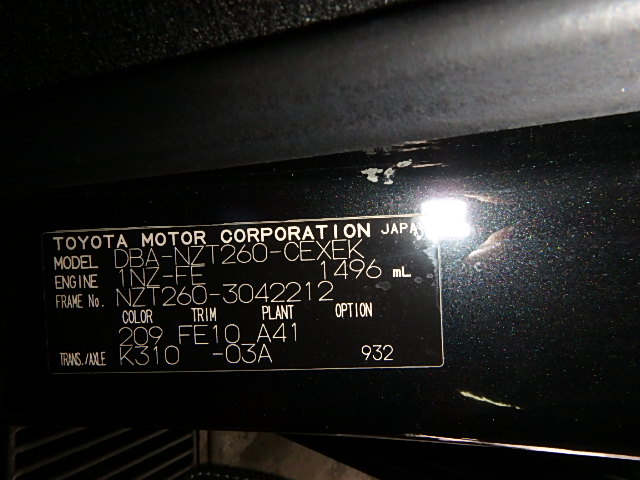 TOYOTA MOTOR CORPORATION JAPAN
MODEL DBA-NZT260-CEXEK
ENGINE 1NZ-FE 1496 mL
FRAME No. NZT260-3042212
COLOR TRIM PLANT OPTION
209 FE10 A41
TRANS./AXLE K310 -03A 932